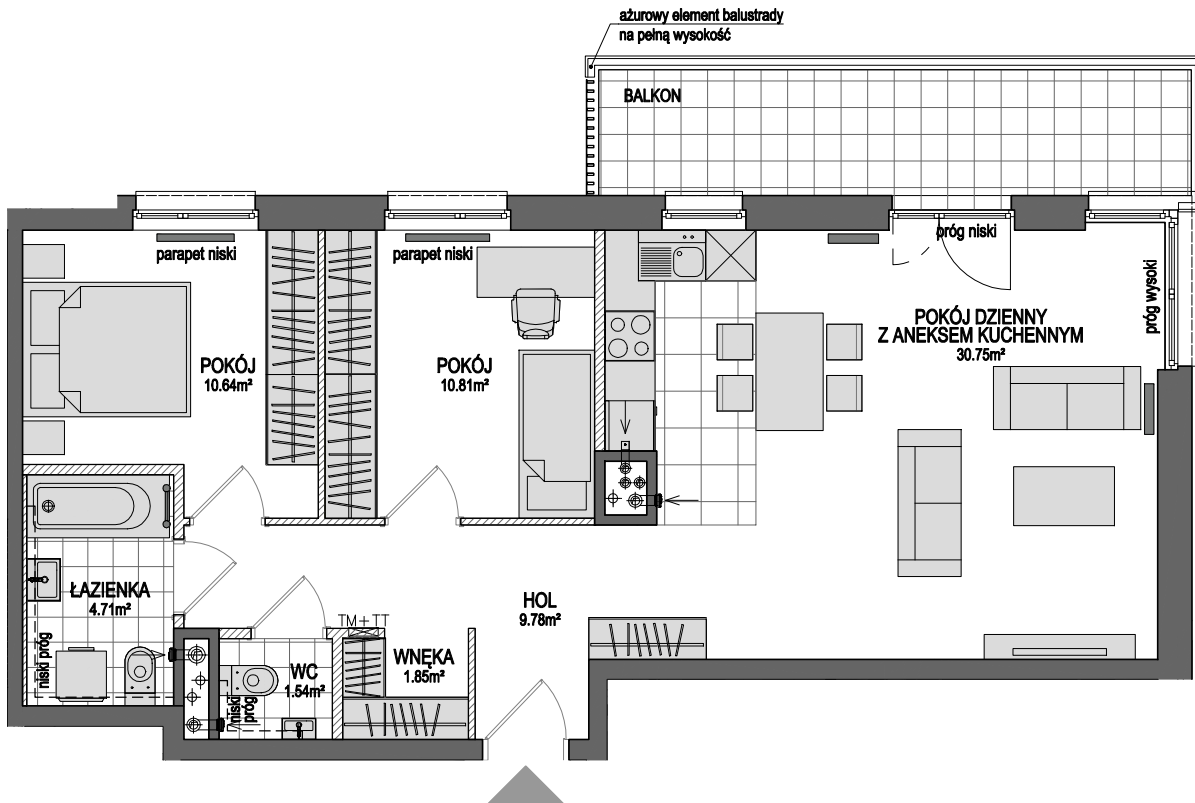 ażurowy element balustrady
na pełną wysokość
BALKON
parapet niski
parapet niski
próg niski
próg wysoki
POKÓJ
10.64m²
POKÓJ
10.81m²
POKÓJ DZIENNY
Z ANEKSEM KUCHENNYM
30.75m²
ŁAZIENKA
4.71m²
niski próg
HOL
9.78m²
TM+TT
WNĘKA
1.85m²
WC
1.54m²
niski
próg